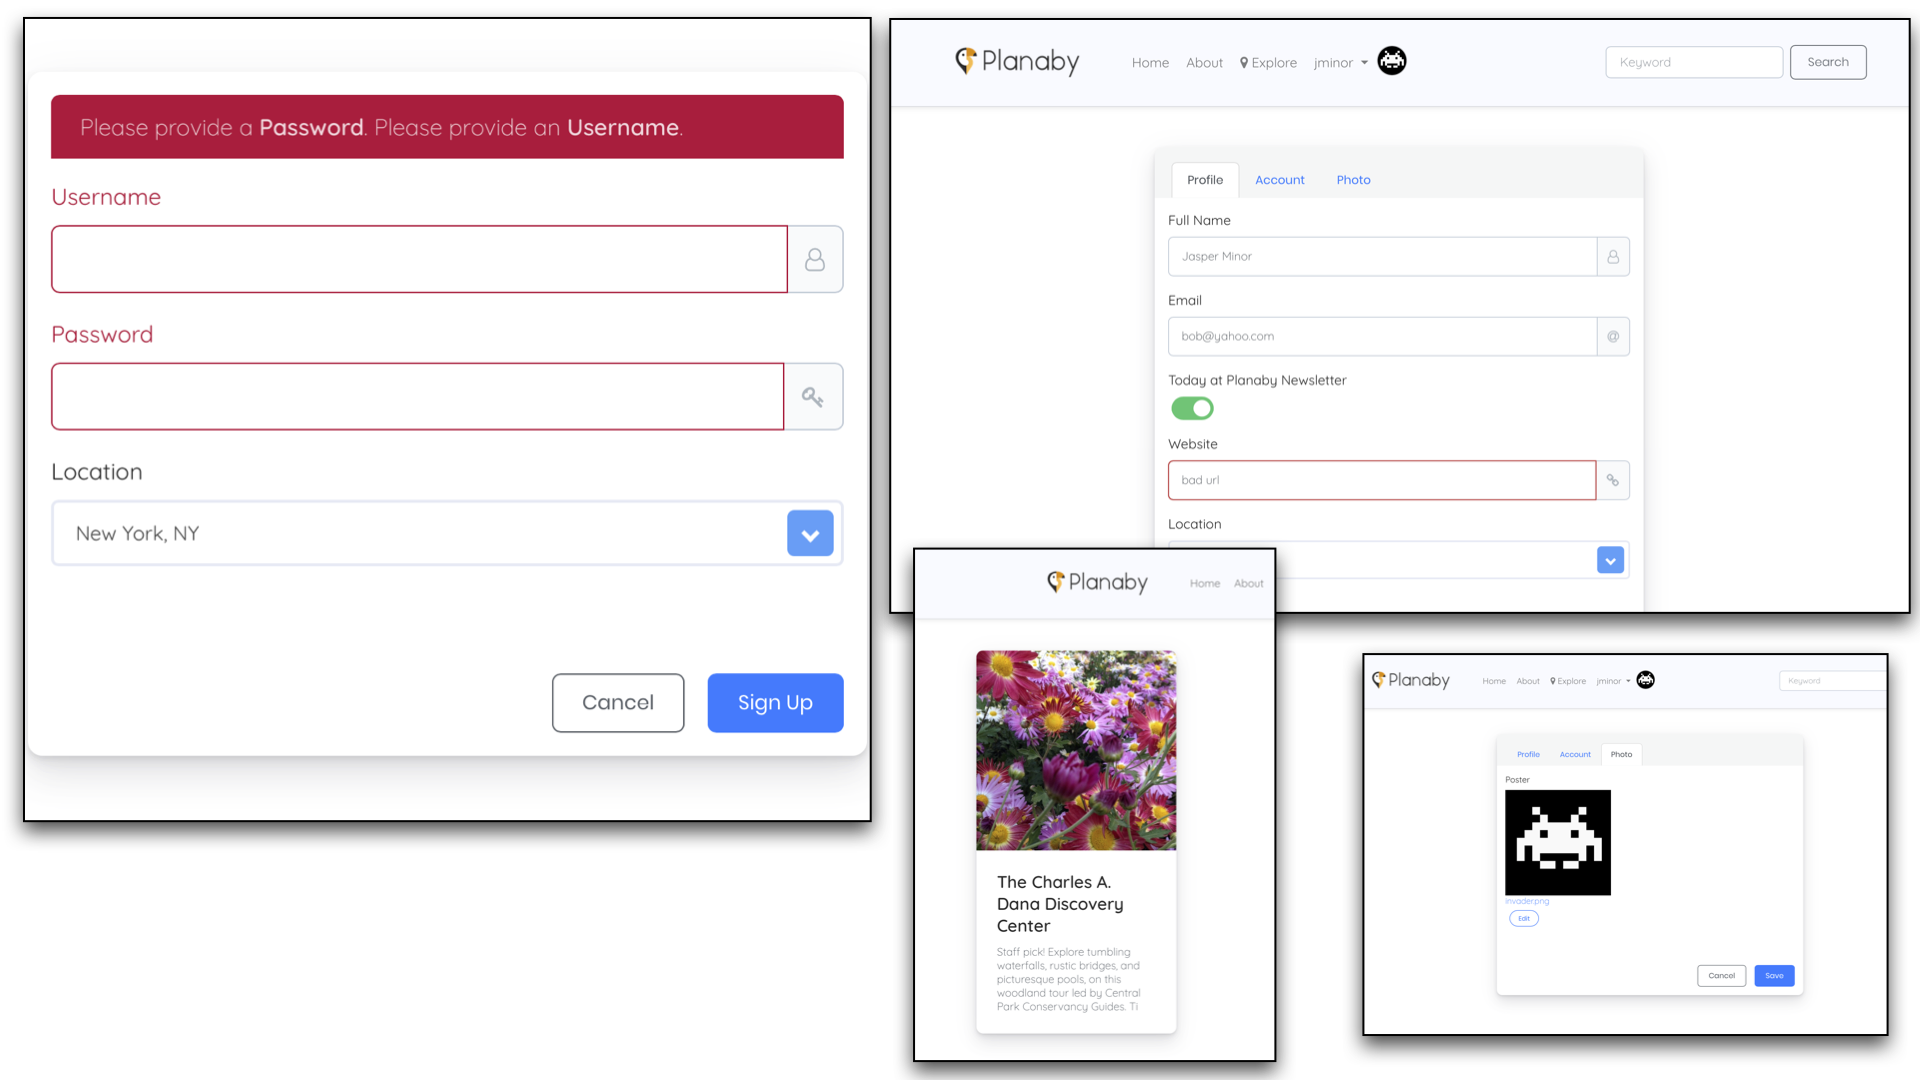 Please provide a Password. Please provide an Username.
Username
Password
Location
New York, NY
Cancel
Sign Up
Planaby
Home
About
Explore
jminor
Keyword
Search
Profile
Account
Photo
Full Name
Jasper Minor
Email
bob@yahoo.com
@
Today at Planaby Newsletter
Website
bad url
Location
Planaby
Home
About
The Charles A.
Dana Discovery
Center
Staff pick! Explore tumbling
waterfalls, rustic bridges, and
picturesque pools, on this
woodland tour led by Central
Park Conservancy Guides. Ti
Planaby
Home
About
Explore
jminor
Keyword
Profile
Account
Photo
Poster
invader.png
Edit
Cancel
Save